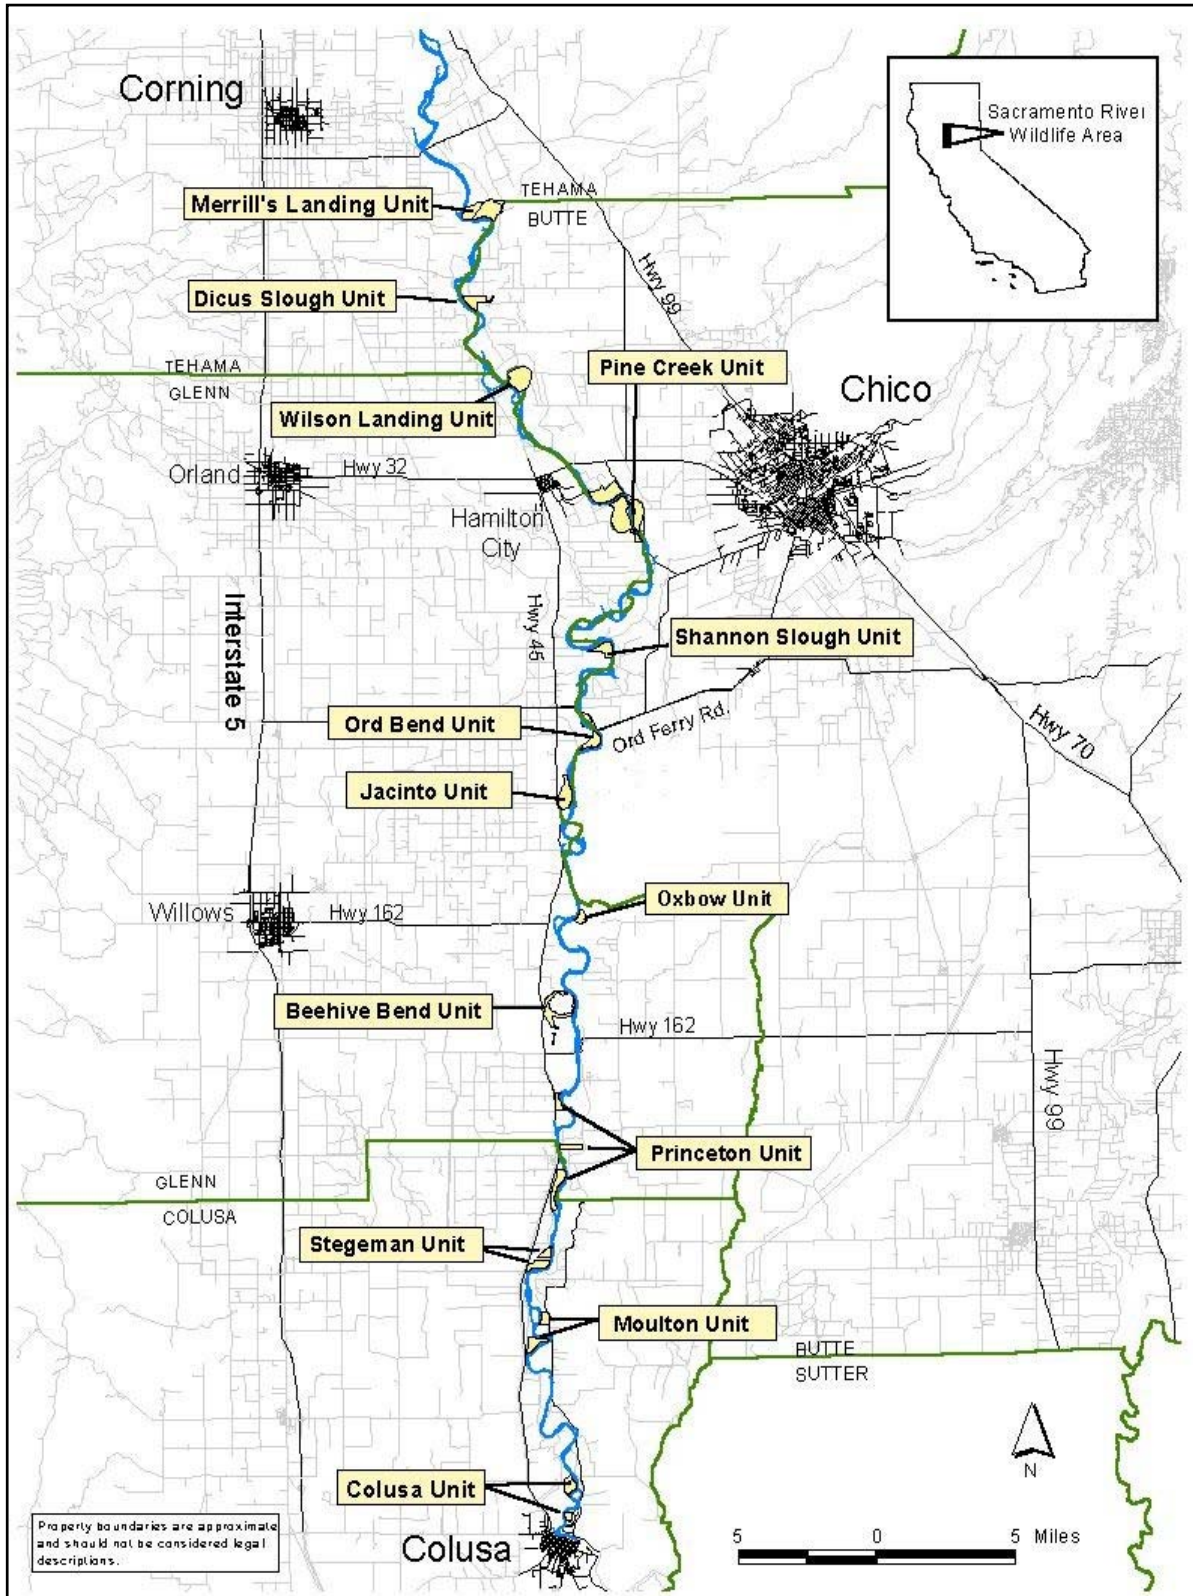 Corning
Sacramento River
Wildlife Area
TEHAMA
BUTTE
Merrill's Landing Unit
Hwy 99
Dicus Slough Unit
TEHAMA
GLENN
Pine Creek Unit
Chico
Wilson Landing Unit
Orland
Hwy 32
Hamilton
City
Interstate 5
Hwy 45
Shannon Slough Unit
Ord Bend Unit
Ord Ferry Rd.
Hwy 70
Jacinto Unit
Oxbow Unit
Willows
Hwy 162
Beehive Bend Unit
Hwy 162
Hwy 99
Princeton Unit
GLENN
COLUSA
Stegeman Unit
Moulton Unit
BUTTE
SUTTER
N
Colusa Unit
Property boundaries are approximate
and should not be considered legal
descriptions.
Colusa
5 0 5 Miles